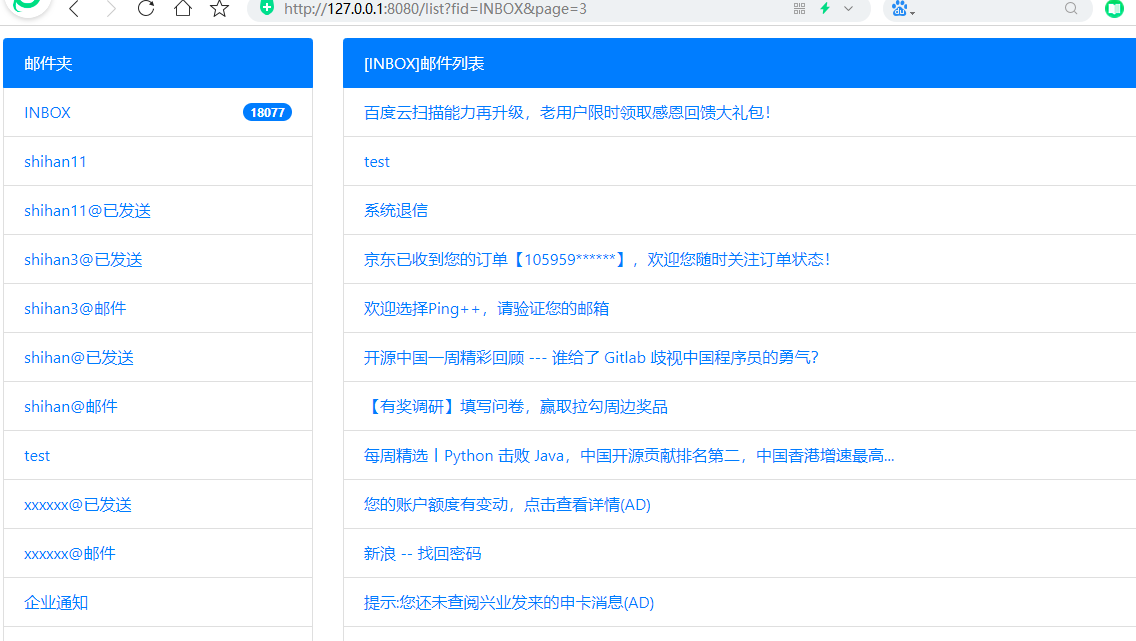 http://127.0.0.1:8080/list?fid=INBOX&page=3
邮件夹
INBOX 18077
shihan11
shihan11@已发送
shihan3@已发送
shihan3@邮件
shihan@已发送
shihan@邮件
test
xxxxxx@已发送
xxxxxx@邮件
企业通知
[INBOX]邮件列表
百度云扫描能力再升级，老用户限时领取感恩回馈大礼包！
test
系统退信
京东已收到您的订单【105959******】，欢迎您随时关注订单状态！
欢迎选择Ping++，请验证您的邮箱
开源中国一周精彩回顾 --- 谁给了 Gitlab 歧视中国程序员的勇气？
【有奖调研】填写问卷，赢取拉勾周边奖品
每周精选丨Python 击败 Java，中国开源贡献排名第二，中国香港增速最高...
您的账户额度有变动，点击查看详情(AD)
新浪 -- 找回密码
提示:您还未查阅兴业发来的申卡消息(AD)